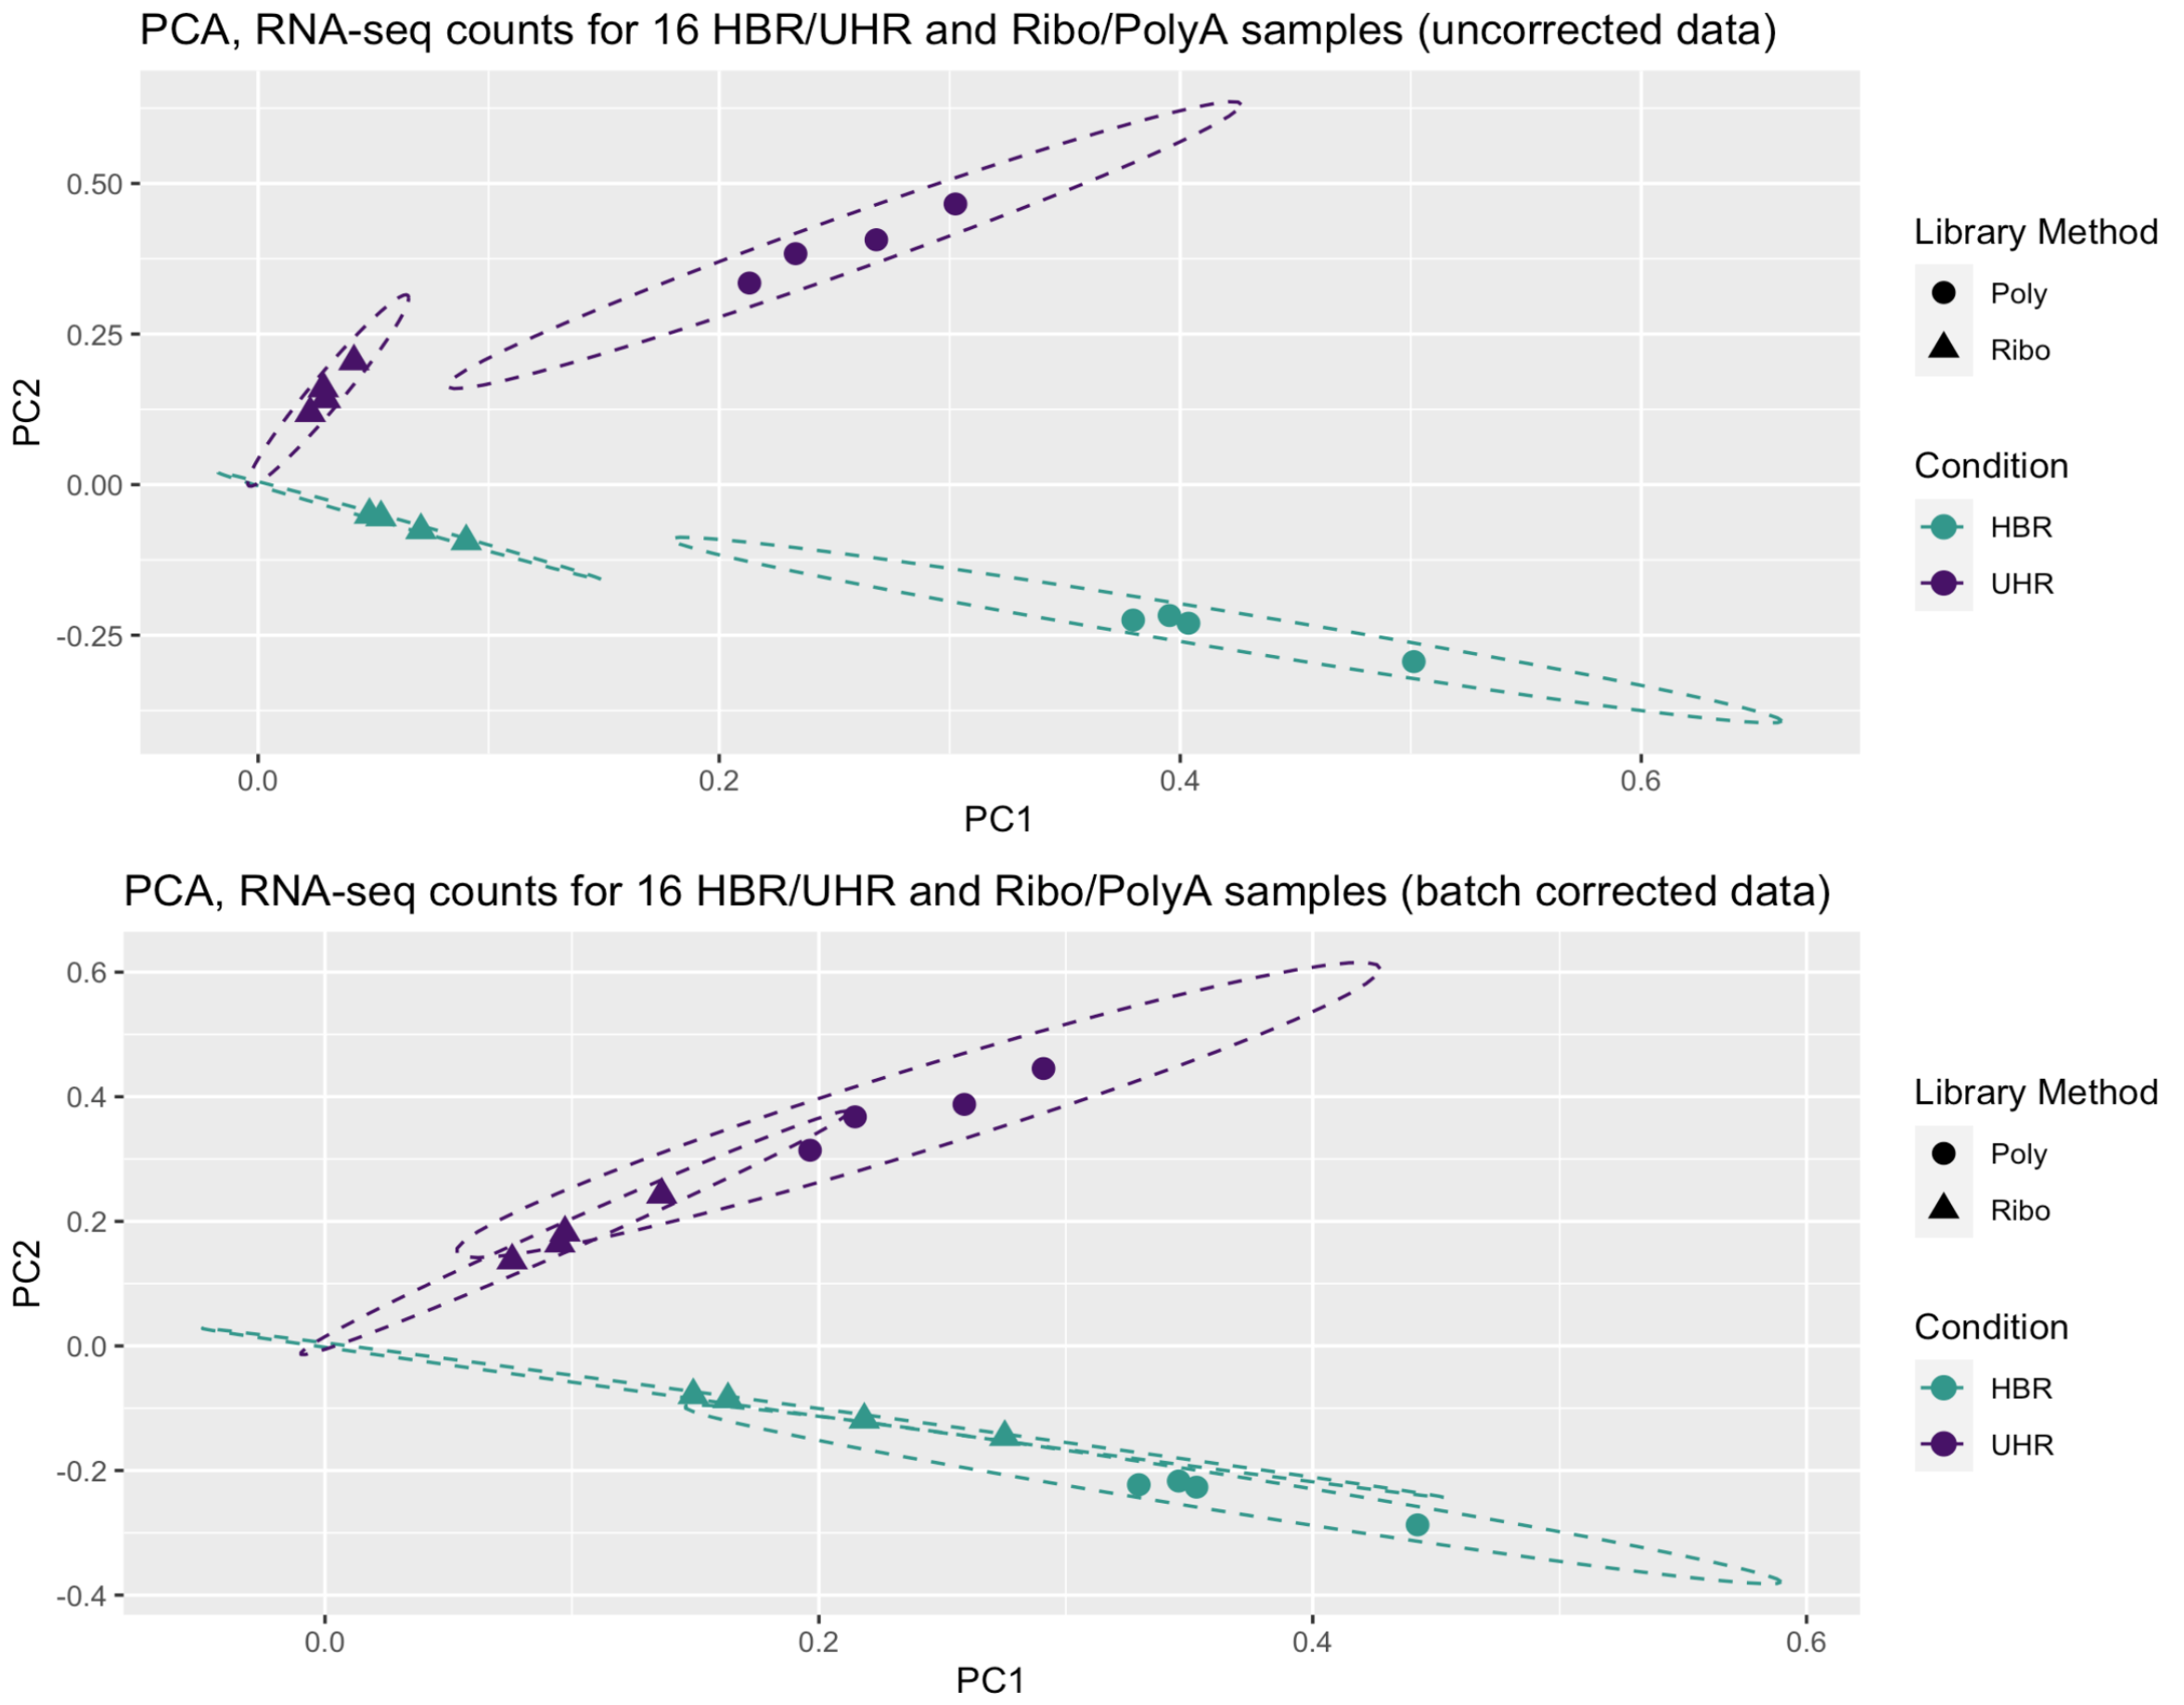 PCA, RNA-seq counts for 16 HBR/UHR and Ribo/PolyA samples (uncorrected data)
0.50
0.25
0.00
-0.25
PC2
0.0 0.2 0.4 0.6
PC1
Library Method
Poly
Ribo
Condition
HBR
UHR
PCA, RNA-seq counts for 16 HBR/UHR and Ribo/PolyA samples (batch corrected data)
0.6
0.4
0.2
0.0
-0.2
-0.4
PC2
0.0 0.2 0.4 0.6
PC1
Library Method
Poly
Ribo
Condition
HBR
UHR